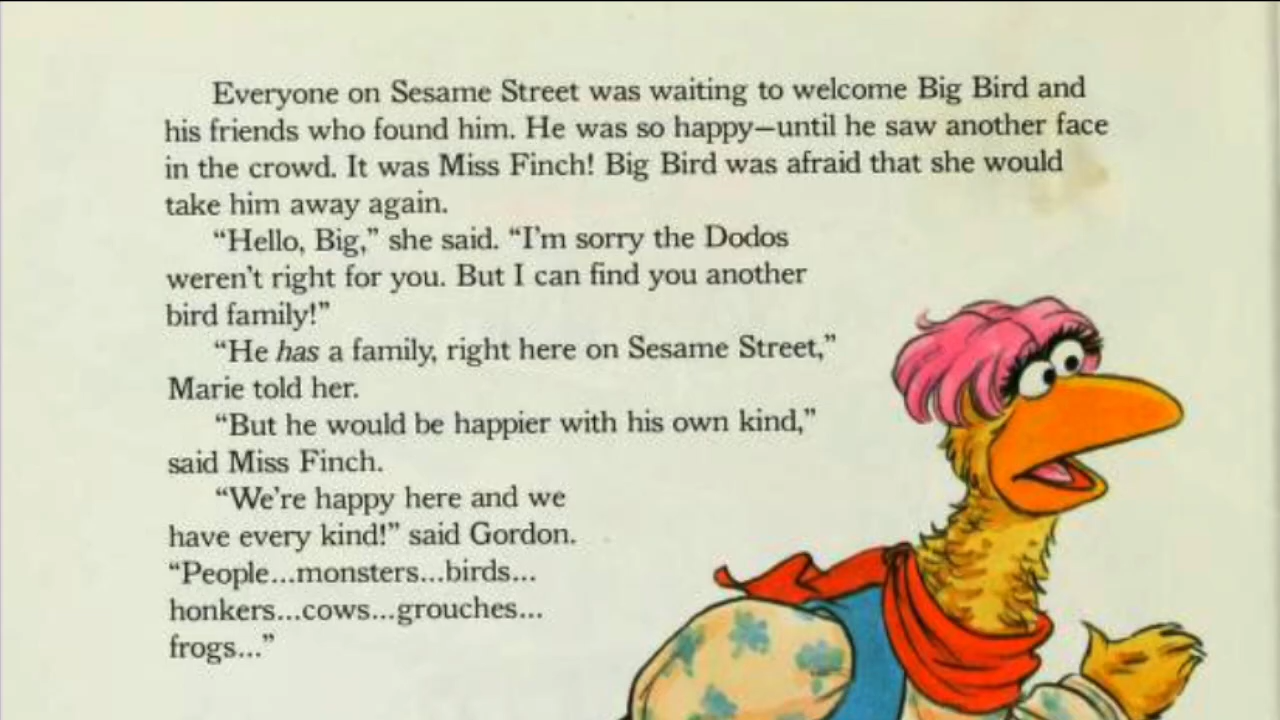 Everyone on Sesame Street was waiting to welcome Big Bird and
his friends who found him. He was so happy—until he saw another face
in the crowd. It was Miss Finch! Big Bird was afraid that she would
take him away again.
“Hello, Big,” she said. “I'm sorry the Dodos
weren't right for you. But I can find you another
bird family!”
“He has a family, right here on Sesame Street,”
Marie told her.
“But he would be happier with his own kind,”
said Miss Finch.
“We're happy here and we
have every kind!” said Gordon.
“People...monsters...birds...
honkers...cows...grouches...
frogs...”